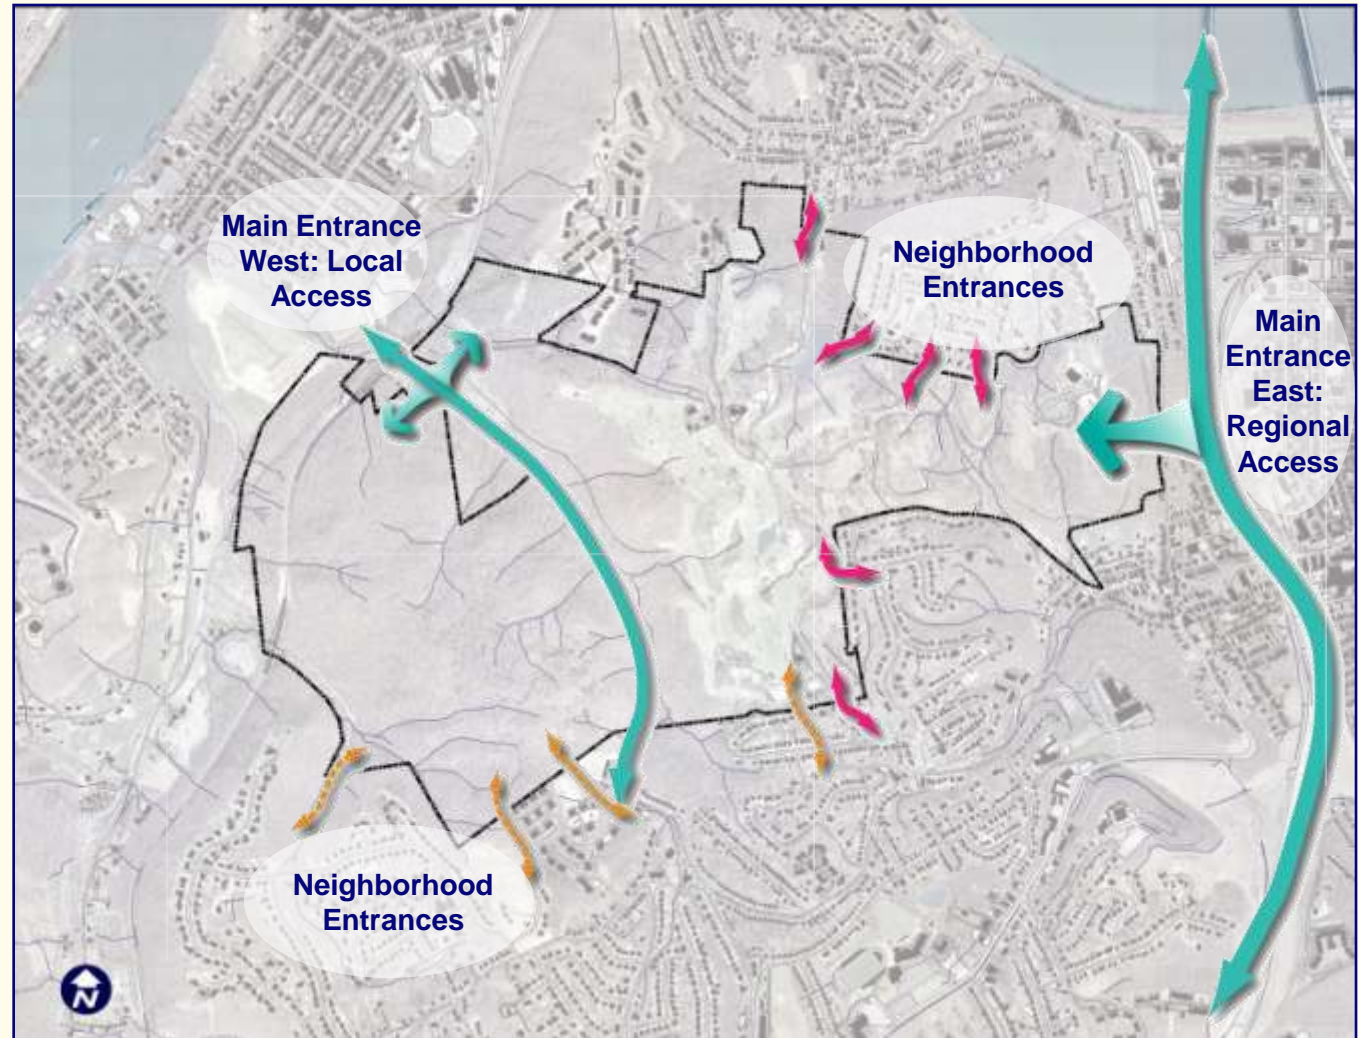 Main Entrance
West: Local
Access
Neighborhood
Entrances
Main
Entrance
East:
Regional
Access
Neighborhood
Entrances
N